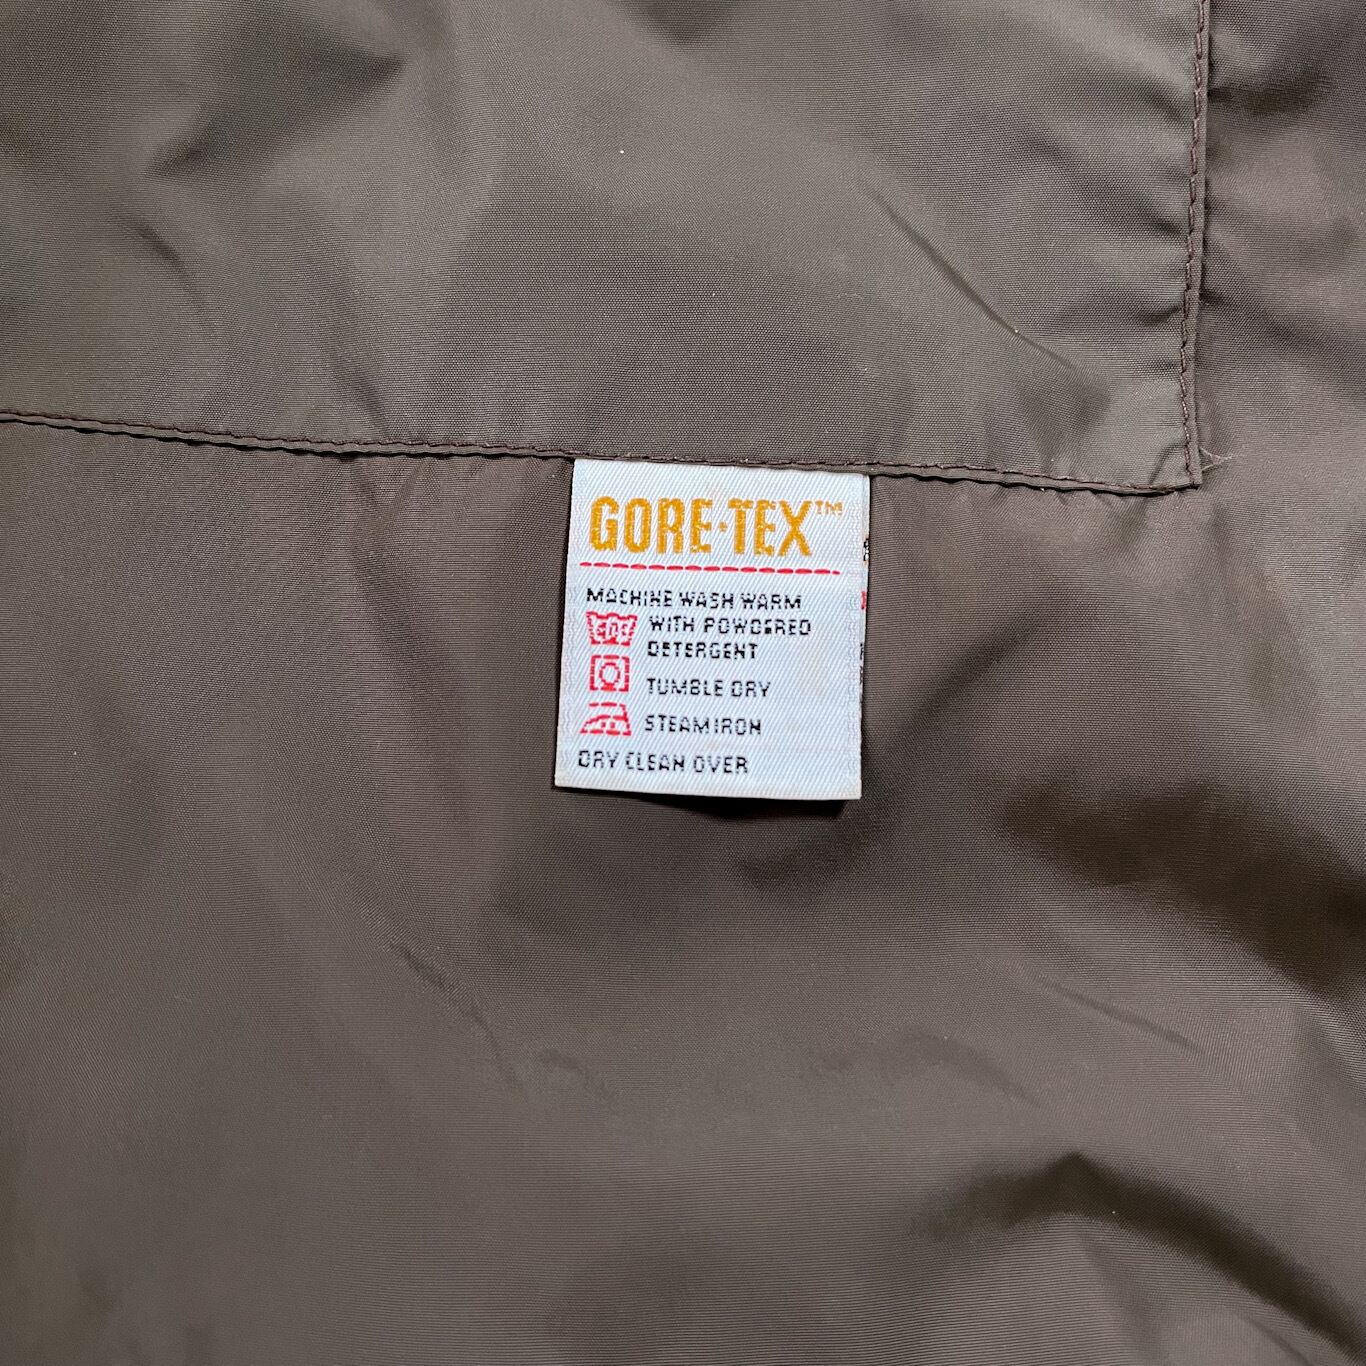 GORE-TEX™
MACHINE WASH WARM
WITH POWDERED
DETERGENT
TUMBLE DRY
STEAM IRON
DRY CLEAN OVER